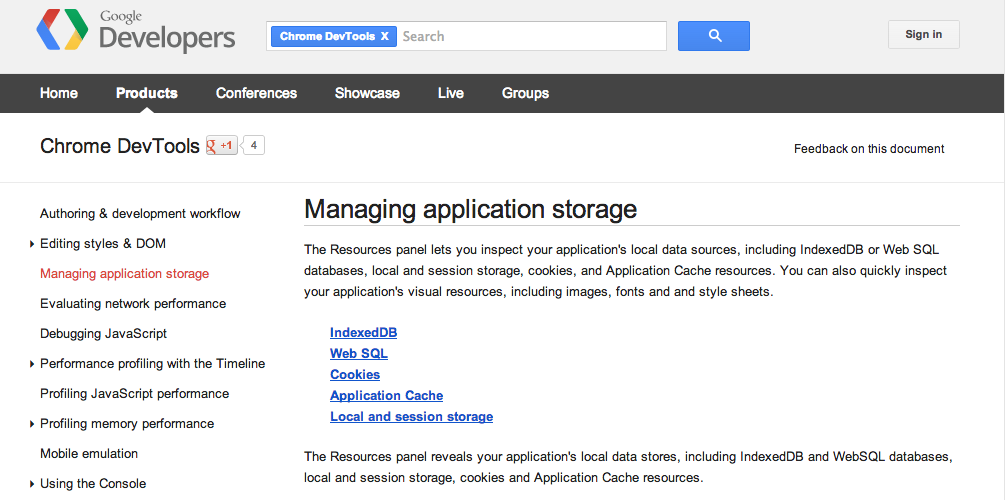 Google
Developers
Chrome DevTools X
Search
Sign in
Home
Products
Conferences
Showcase
Live
Groups
Chrome DevTools
+1
4
Feedback on this document
Authoring & development workflow
Editing styles & DOM
Managing application storage
Evaluating network performance
Debugging JavaScript
Performance profiling with the Timeline
Profiling JavaScript performance
Profiling memory performance
Mobile emulation
Using the Console
Managing application storage
The Resources panel lets you inspect your application's local data sources, including IndexedDB or Web SQL
databases, local and session storage, cookies, and Application Cache resources. You can also quickly inspect
your application's visual resources, including images, fonts and and style sheets.
IndexedDB
Web SQL
Cookies
Application Cache
Local and session storage
The Resources panel reveals your application's local data stores, including IndexedDB and WebSQL databases,
local and session storage, cookies and Application Cache resources.